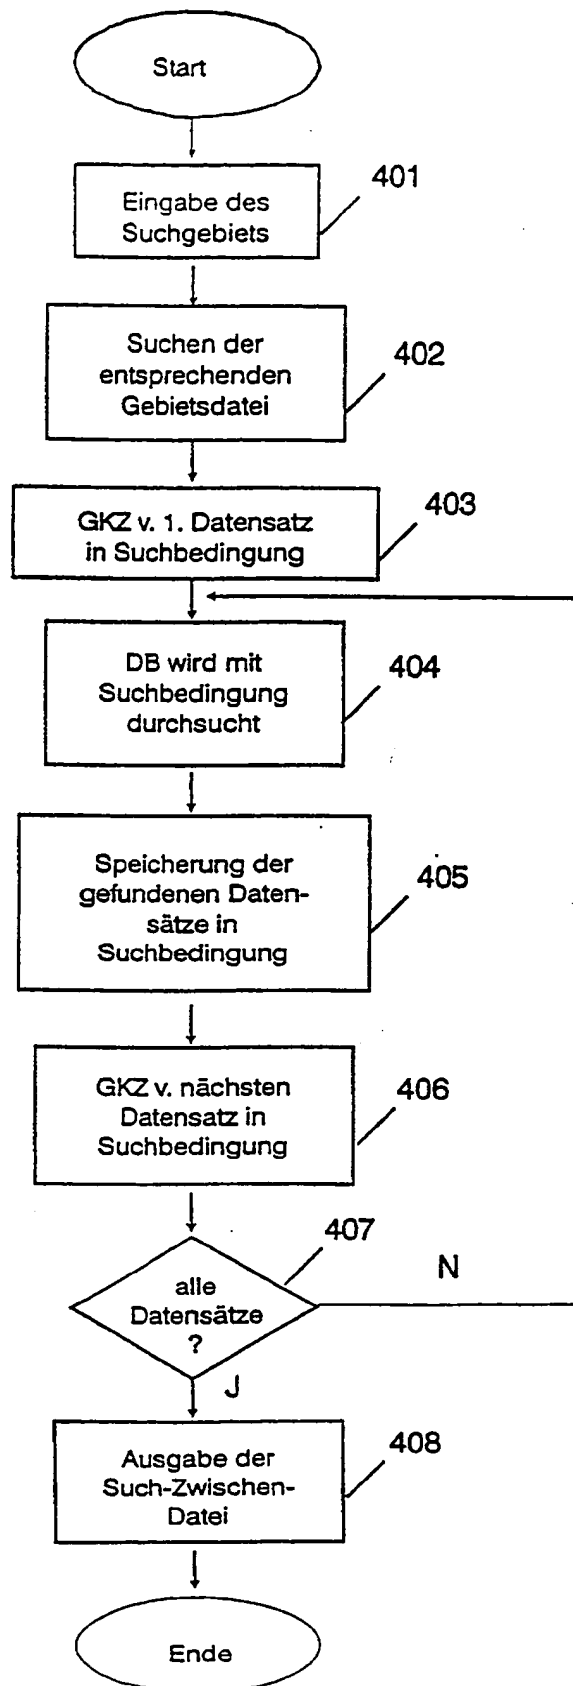 Start
401
Eingabe des
Suchgebiets
402
Suchen der
entsprechenden
Gebietsdatei
403
GKZ v. 1. Datensatz
in Suchbedingung
404
DB wird mit
Suchbedingung
durchsucht
405
Speicherung der
gefundenen Daten-
sätze in
Suchbedingung
406
GKZ v. nächsten
Datensatz in
Suchbedingung
407
N
alle
Datensätze
?
J
408
Ausgabe der
Such-Zwischen-
Datei
Ende